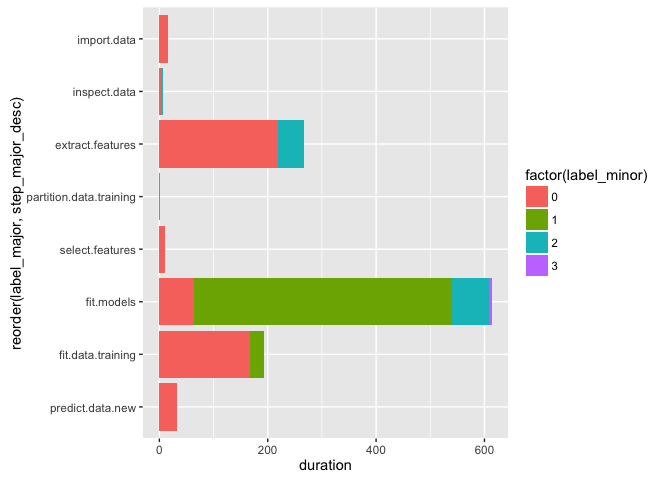 import.data
inspect.data
extract.features
partition.data.training
select.features
fit.models
fit.data.training
predict.data.new
reorder(label_major, step_major_desc)
0
200
400
600
duration
factor(label_minor)
0
1
2
3